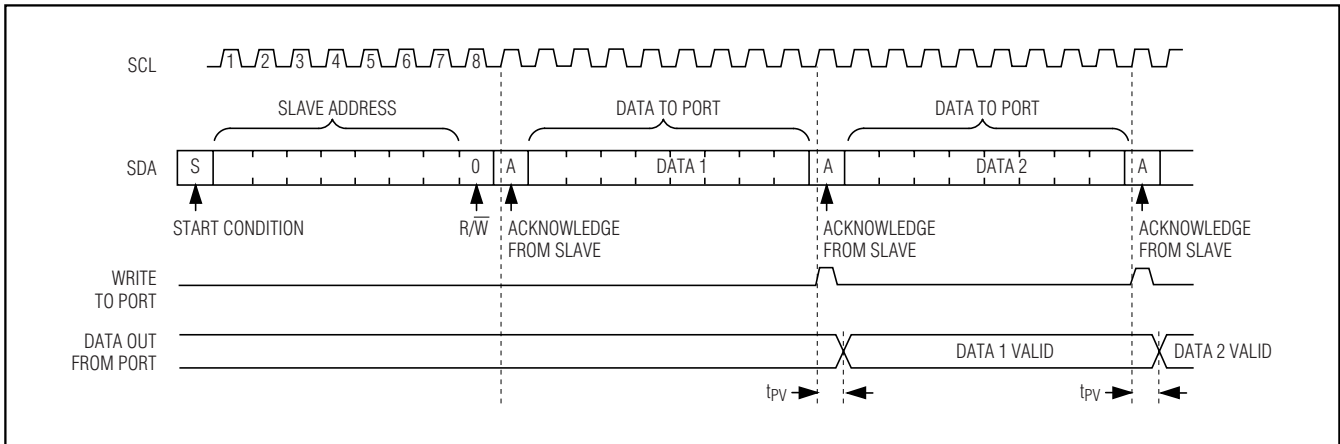 SCL 1 2 3 4 5 6 7 8
SLAVE ADDRESS DATA TO PORT DATA TO PORT
SDA S 0 A DATA 1 A DATA 2 A
START CONDITION R/W̅ ACKNOWLEDGE ACKNOWLEDGE ACKNOWLEDGE
FROM SLAVE FROM SLAVE FROM SLAVE
WRITE
TO PORT
DATA OUT
FROM PORT
DATA 1 VALID DATA 2 VALID
tPV tPV